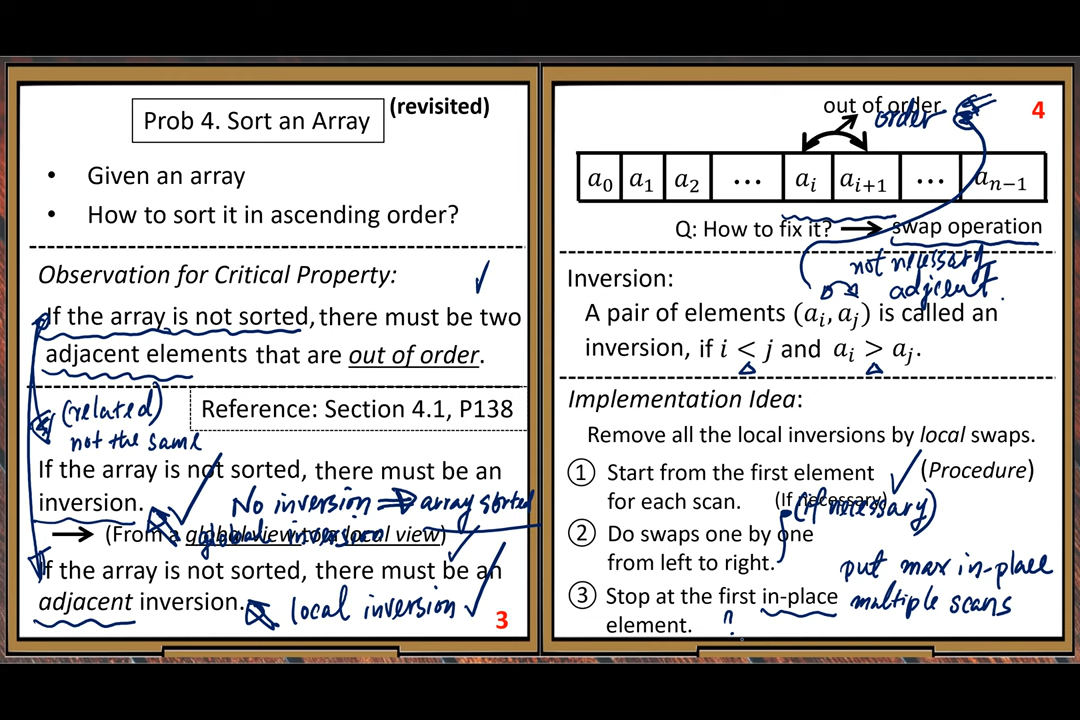 Prob 4. Sort an Array
(revisited)
• Given an array
• How to sort it in ascending order?
Observation for Critical Property:
If the array is not sorted, there must be two
adjacent elements that are out of order.
(related)
not the same
Reference: Section 4.1, P138
If the array is not sorted, there must be an
inversion.
No inversion ⇒ array sorted
(From a global view to local view)
global inversion
If the array is not sorted, there must be an
adjacent inversion.
local inversion
3
out of order
order
4
a0 a1 a2 ... ai ai+1 ... an−1
Q: How to fix it? → swap operation
not necessary
adjcent.
Inversion:
A pair of elements (ai, aj) is called an
inversion, if i < j and ai > aj.
Implementation Idea:
Remove all the local inversions by local swaps.
① Start from the first element
for each scan.
(Procedure)
(If necessary)
(if necessary)
② Do swaps one by one
from left to right.
put max in-place
③ Stop at the first in-place
element.
multiple scans
?